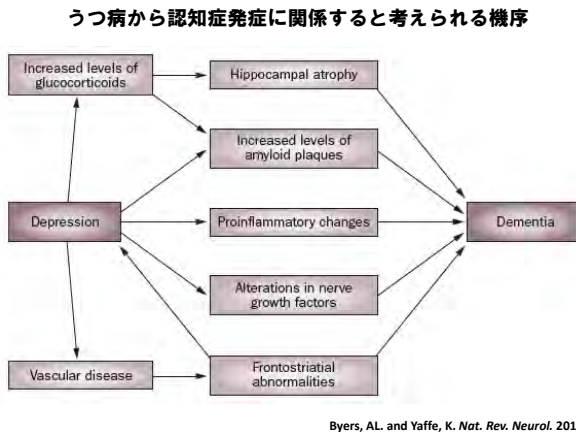 うつ病から認知症発症に関係すると考えられる機序
Increased levels of
glucocorticoids
Hippocampal atrophy
Increased levels of
amyloid plaques
Depression
Proinflammatory changes
Dementia
Alterations in nerve
growth factors
Vascular disease
Frontostriatial
abnormalities
Byers, AL. and Yaffe, K. Nat. Rev. Neurol. 201